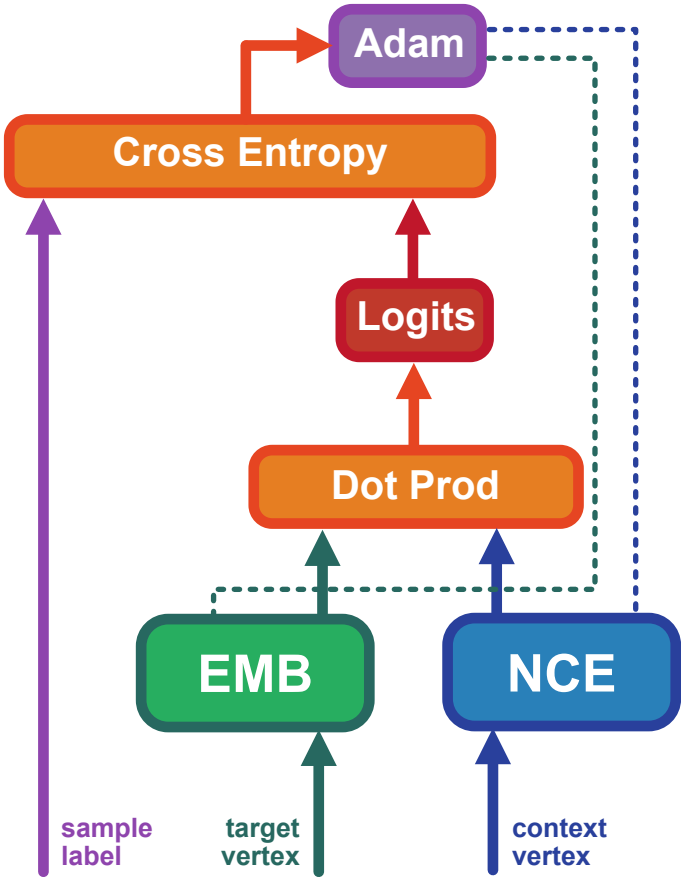 Adam
Cross Entropy
Logits
Dot Prod
EMB
NCE
sample
label
target
vertex
context
vertex